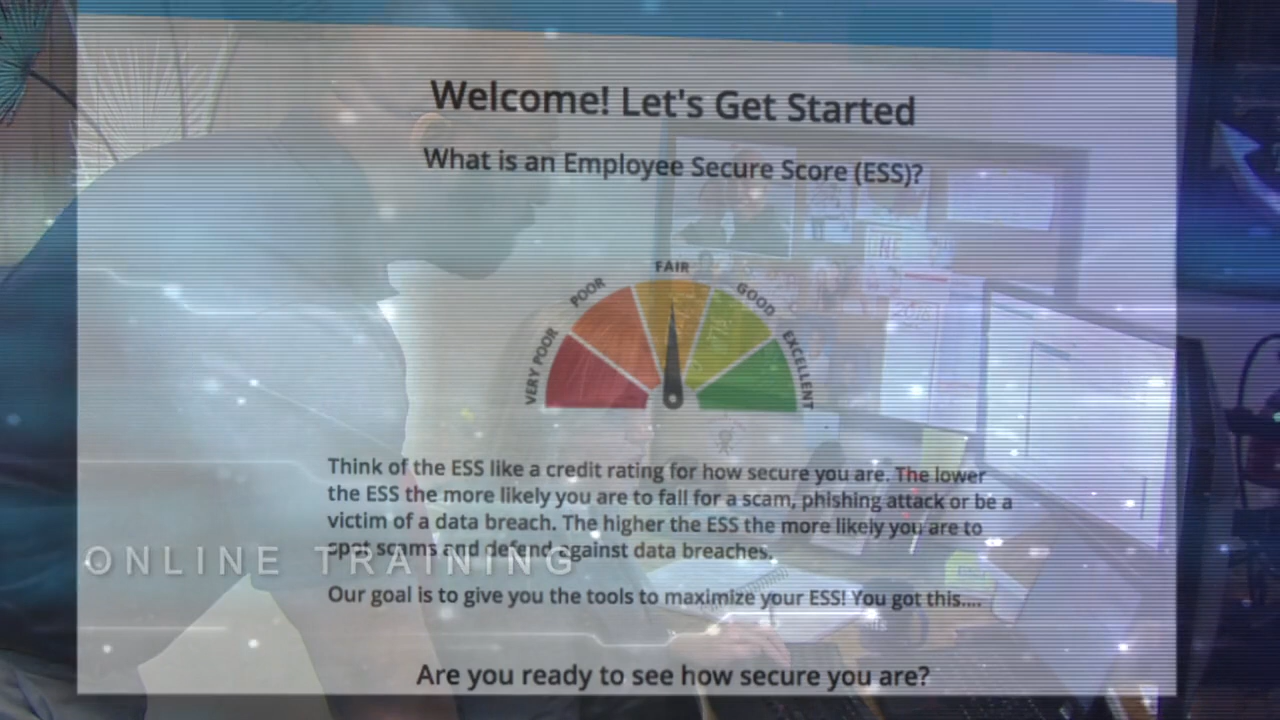 Welcome! Let's Get Started
What is an Employee Secure Score (ESS)?
FAIR
POOR
GOOD
VERY POOR
EXCELLENT
Think of the ESS like a credit rating for how secure you are. The lower
the ESS the more likely you are to fall for a scam, phishing attack or be a
victim of a data breach. The higher the ESS the more likely you are to
spot scams and defend against data breaches.
ONLINE TRAINING
Our goal is to give you the tools to maximize your ESS! You got this....
Are you ready to see how secure you are?